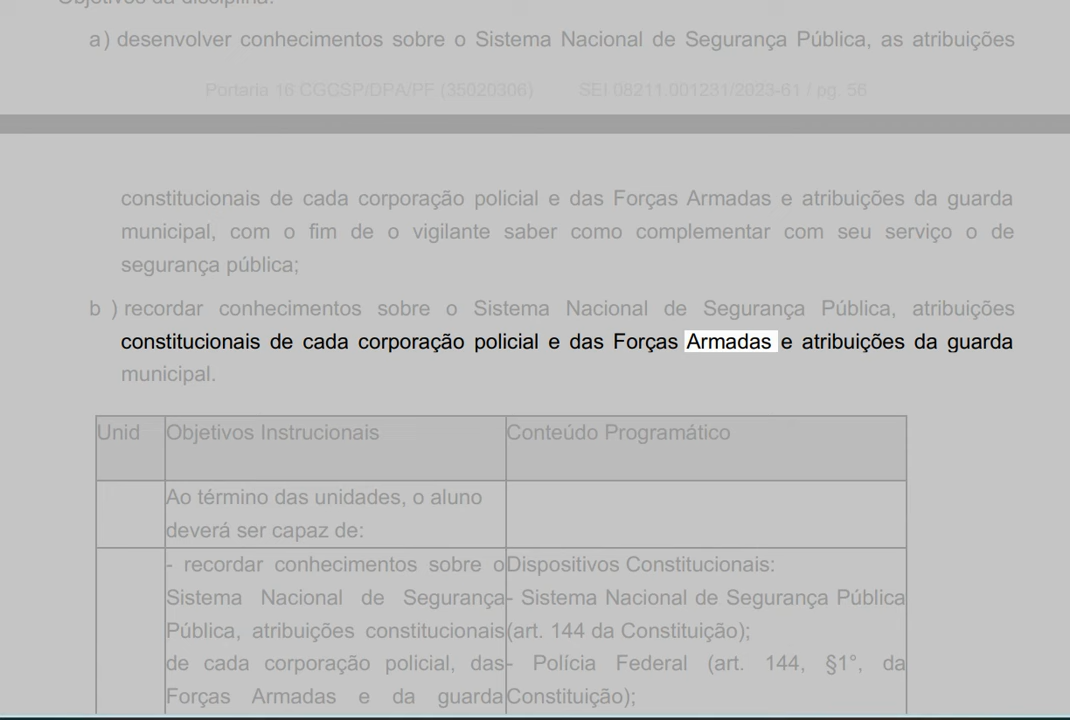 Objetivos da disciplina:
a) desenvolver conhecimentos sobre o Sistema Nacional de Segurança Pública, as atribuições
Portaria 16 CGCSP/DPA/PF (35020306) SEI 08211.001231/2023-61 / pg. 56
constitucionais de cada corporação policial e das Forças Armadas e atribuições da guarda
municipal, com o fim de o vigilante saber como complementar com seu serviço o de
segurança pública;
b ) recordar conhecimentos sobre o Sistema Nacional de Segurança Pública, atribuições
constitucionais de cada corporação policial e das Forças Armadas e atribuições da guarda
municipal.
Unid Objetivos Instrucionais Conteúdo Programático
Ao término das unidades, o aluno
deverá ser capaz de:
- recordar conhecimentos sobre o
Sistema Nacional de Segurança
Pública, atribuições constitucionais
de cada corporação policial, das
Forças Armadas e da guarda
Dispositivos Constitucionais:
- Sistema Nacional de Segurança Pública
(art. 144 da Constituição);
- Polícia Federal (art. 144, §1°, da
Constituição);